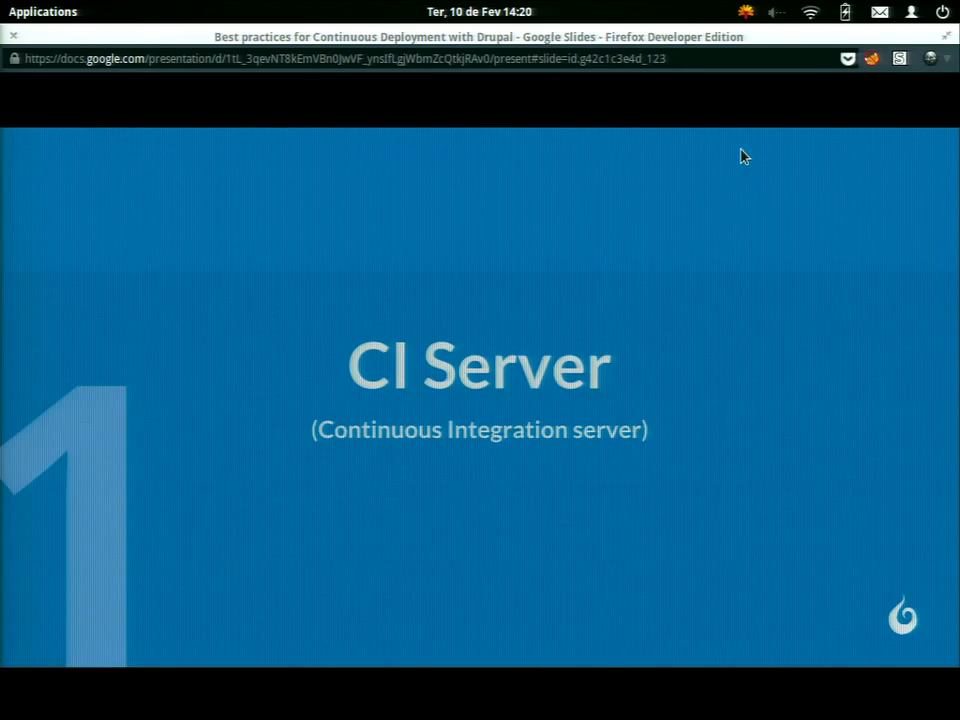 Applications
Ter, 10 de Fev 14:20
Best practices for Continuous Deployment with Drupal - Google Slides - Firefox Developer Edition
CI Server
(Continuous Integration server)
1